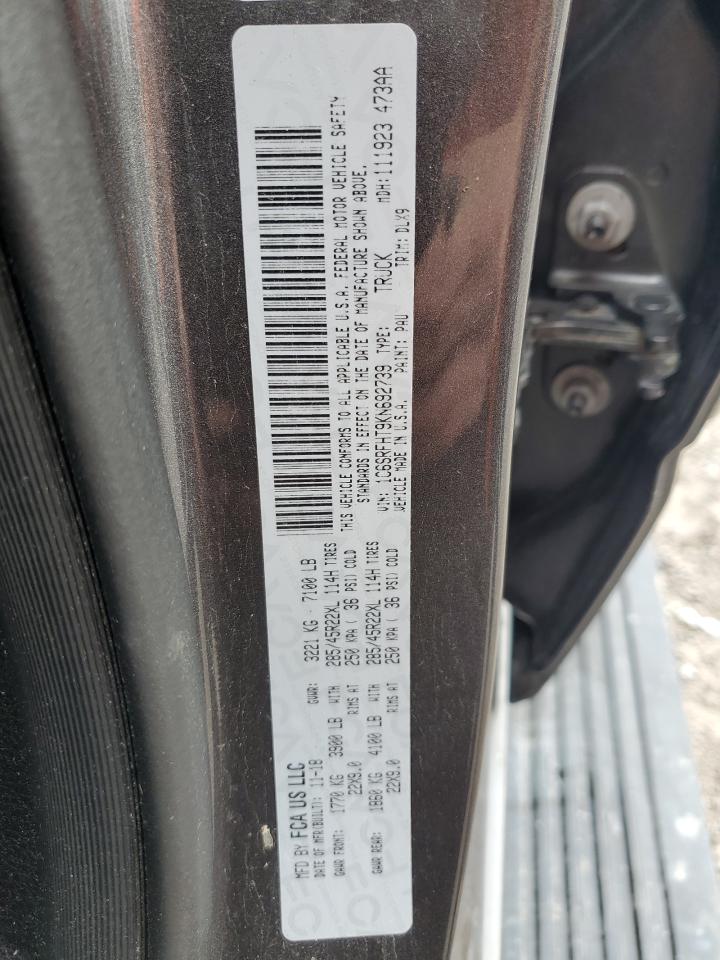 MFD BY FCA US LLC
DATE OF MFR(BUILT): 11-18 GVWR: 3221 KG - 7100 LB
GAWR FRONT: 1770 KG 3900 LB WITH 285/45R22XL 114H TIRES
22X9.0 RIMS AT 250 KPA ( 36 PSI) COLD
GAWR REAR: 1860 KG 4100 LB WITH 285/45R22XL 114H TIRES
22X9.0 RIMS AT 250 KPA ( 36 PSI) COLD
THIS VEHICLE CONFORMS TO ALL APPLICABLE U.S.A. FEDERAL MOTOR VEHICLE SAFETY
STANDARDS IN EFFECT ON THE DATE OF MANUFACTURE SHOWN ABOVE.
VIN: 1C6SRFHT9KN692739 TYPE: TRUCK MDH: 111923 473AA
VEHICLE MADE IN U.S.A. PAINT: PAU TRIM: DLX9